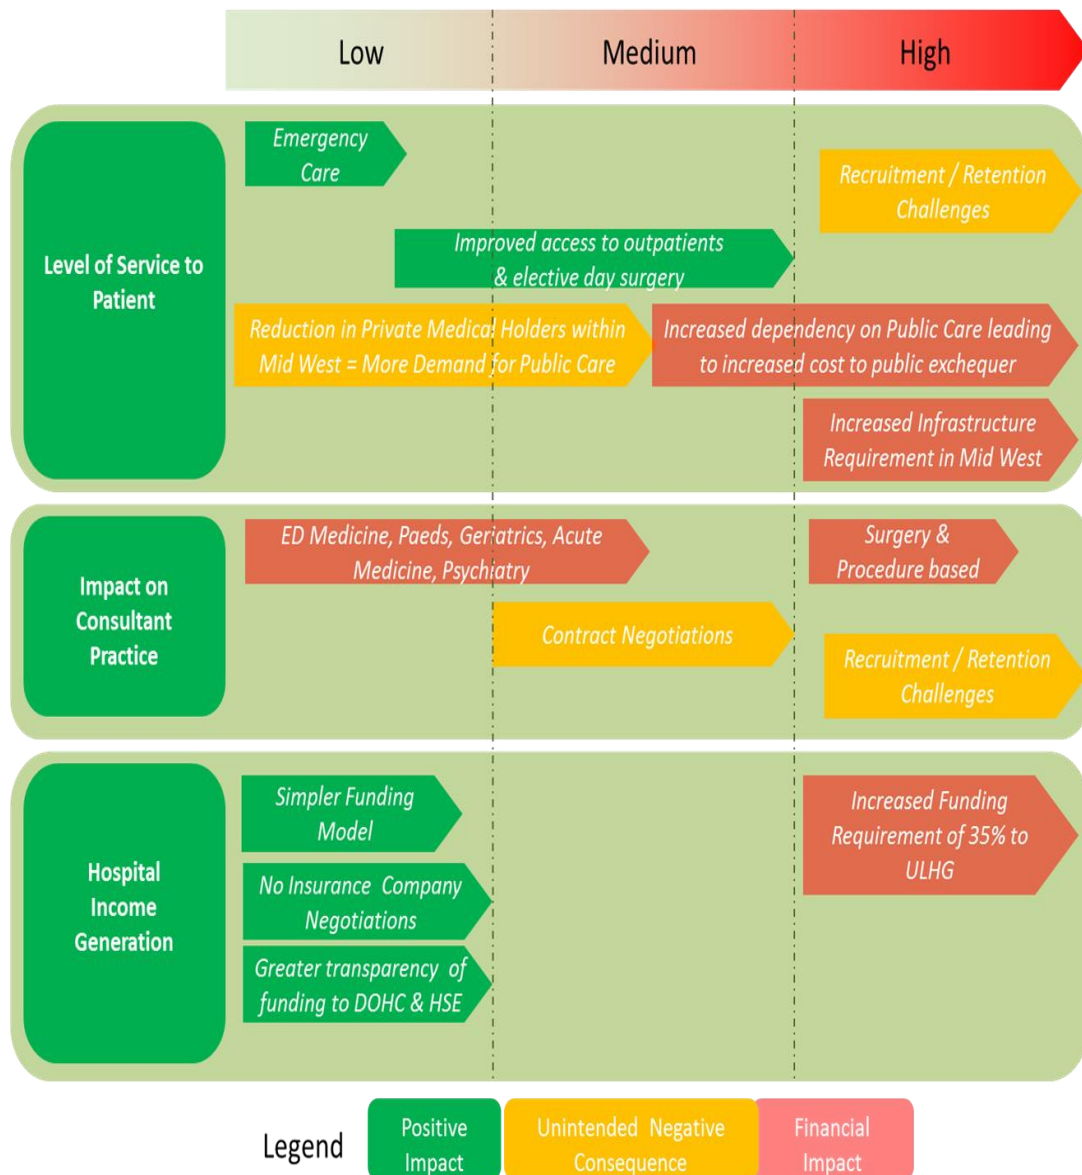 Low
Medium
High
Level of Service to
Patient
Emergency
Care
Recruitment / Retention
Challenges
Improved access to outpatients
& elective day surgery
Reduction in Private Medical Holders within
Mid West = More Demand for Public Care
Increased dependency on Public Care leading
to increased cost to public exchequer
Increased Infrastructure
Requirement in Mid West
Impact on
Consultant
Practice
ED Medicine, Paeds, Geriatrics, Acute
Medicine, Psychiatry
Surgery &
Procedure based
Contract Negotiations
Recruitment / Retention
Challenges
Hospital
Income
Generation
Simpler Funding
Model
Increased Funding
Requirement of 35% to
ULHG
No Insurance Company
Negotiations
Greater transparency of
funding to DOHC & HSE
Legend
Positive
Impact
Unintended Negative
Consequence
Financial
Impact